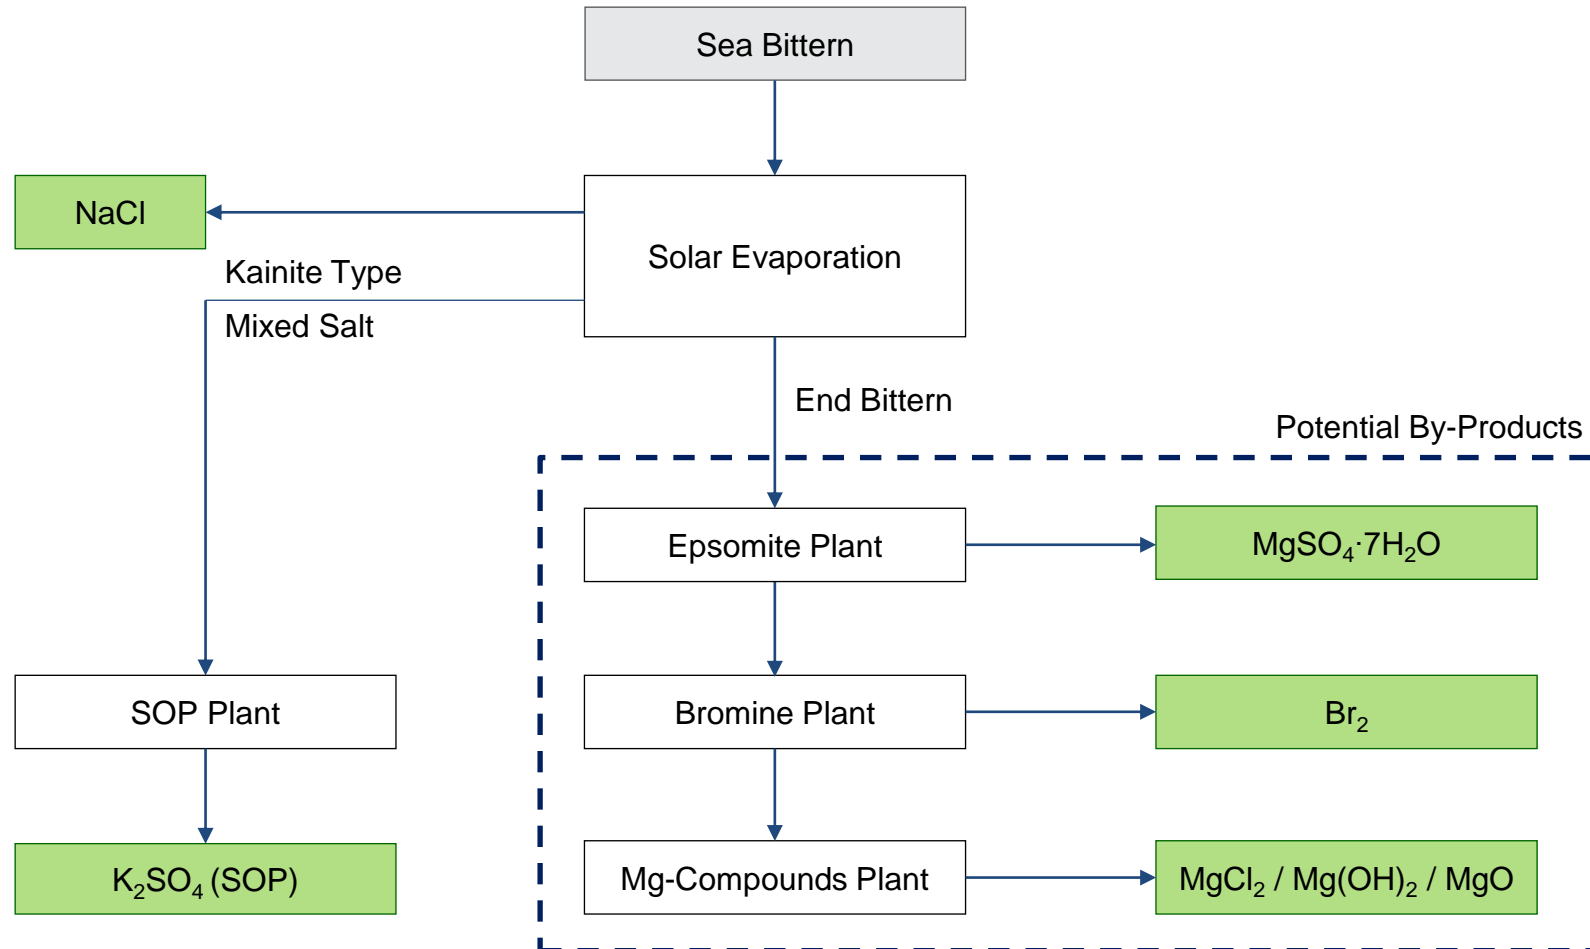 Sea Bittern
NaCl
Solar Evaporation
Kainite Type
Mixed Salt
End Bittern
Potential By-Products
Epsomite Plant
MgSO₄·7H₂O
SOP Plant
Bromine Plant
Br₂
K₂SO₄ (SOP)
Mg-Compounds Plant
MgCl₂ / Mg(OH)₂ / MgO